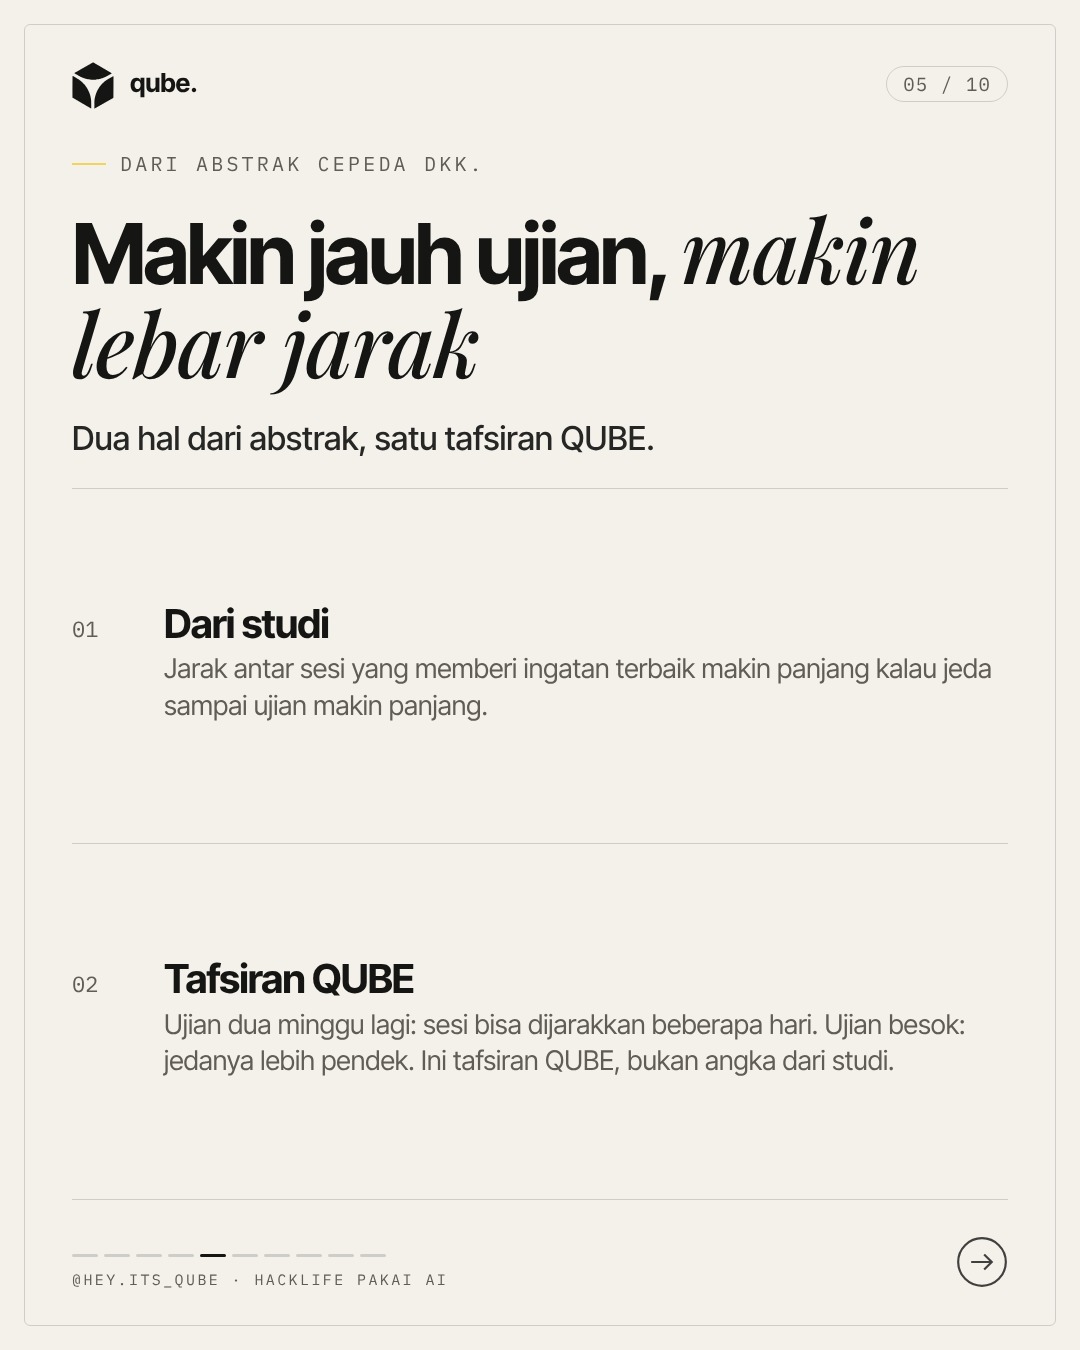 qube.
05 / 10
DARI ABSTRAK CEPEDA DKK.
Makin jauh ujian, makin
lebar jarak
Dua hal dari abstrak, satu tafsiran QUBE.
01
Dari studi
Jarak antar sesi yang memberi ingatan terbaik makin panjang kalau jeda
sampai ujian makin panjang.
02
Tafsiran QUBE
Ujian dua minggu lagi: sesi bisa dijarakkan beberapa hari. Ujian besok:
jedanya lebih pendek. Ini tafsiran QUBE, bukan angka dari studi.
@HEY.ITS_QUBE · HACKLIFE PAKAI AI